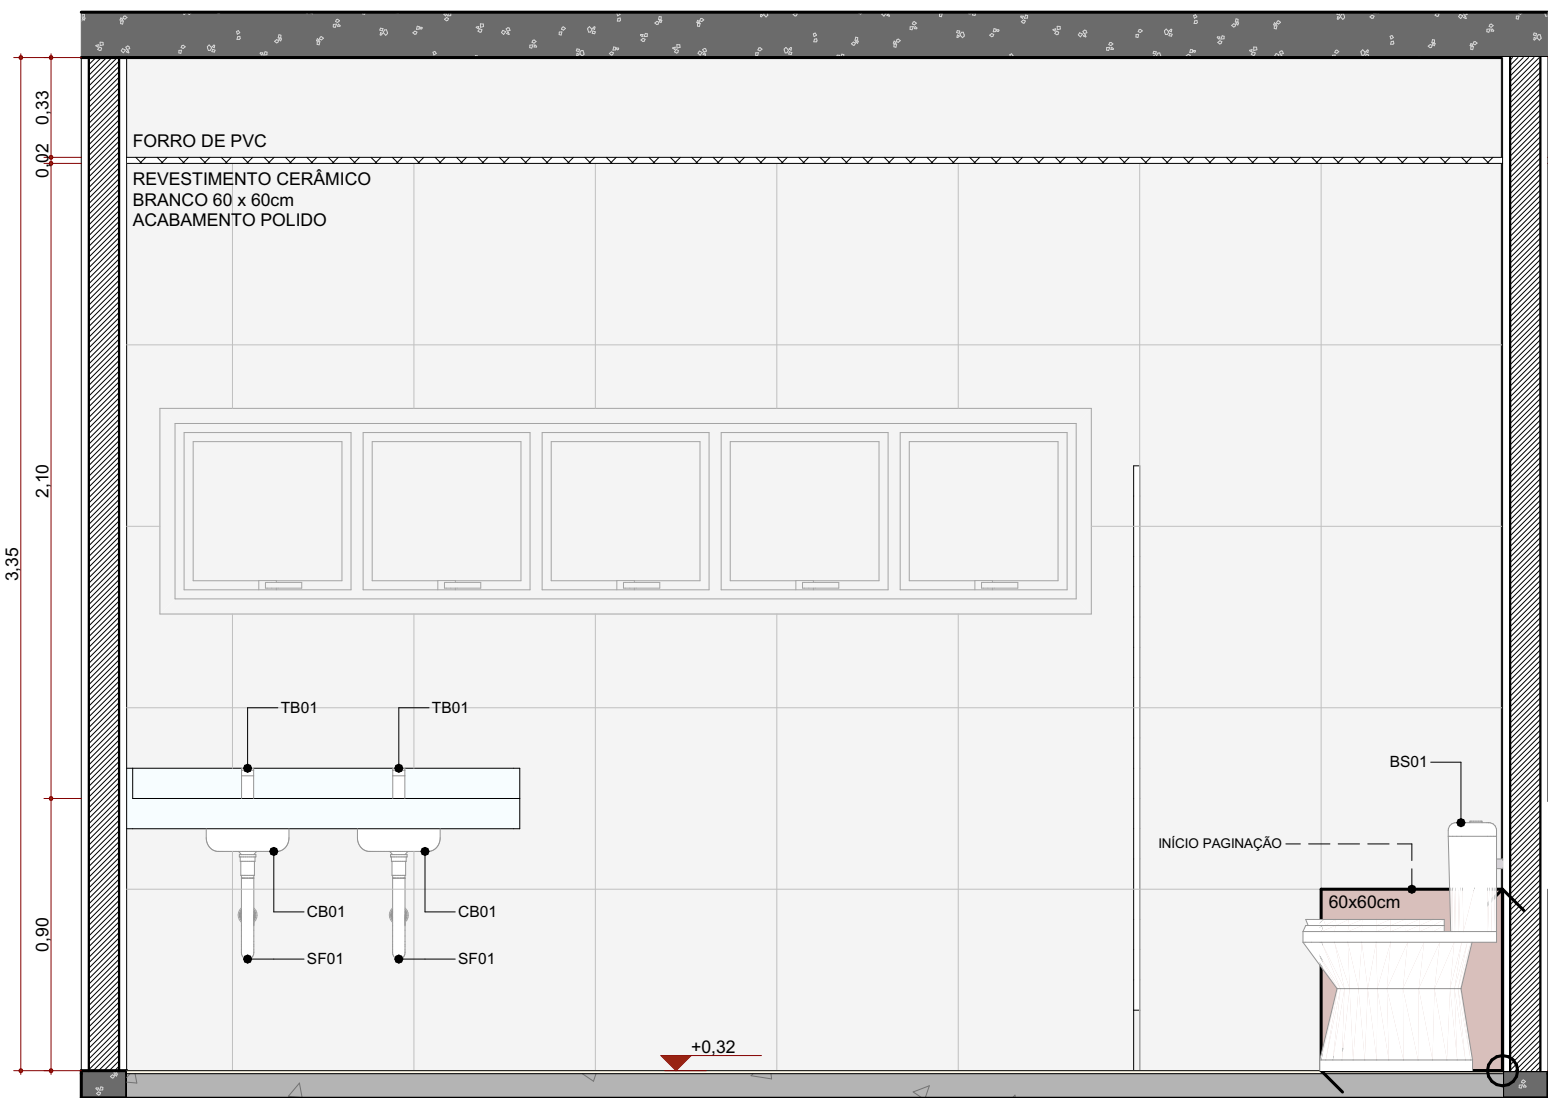 0,33
FORRO DE PVC
0,02
REVESTIMENTO CERÂMICO
BRANCO 60 x 60cm
ACABAMENTO POLIDO
2,10
3,35
TB01
TB01
BS01
INÍCIO PAGINAÇÃO
60x60cm
CB01
CB01
0,90
SF01
SF01
+0,32